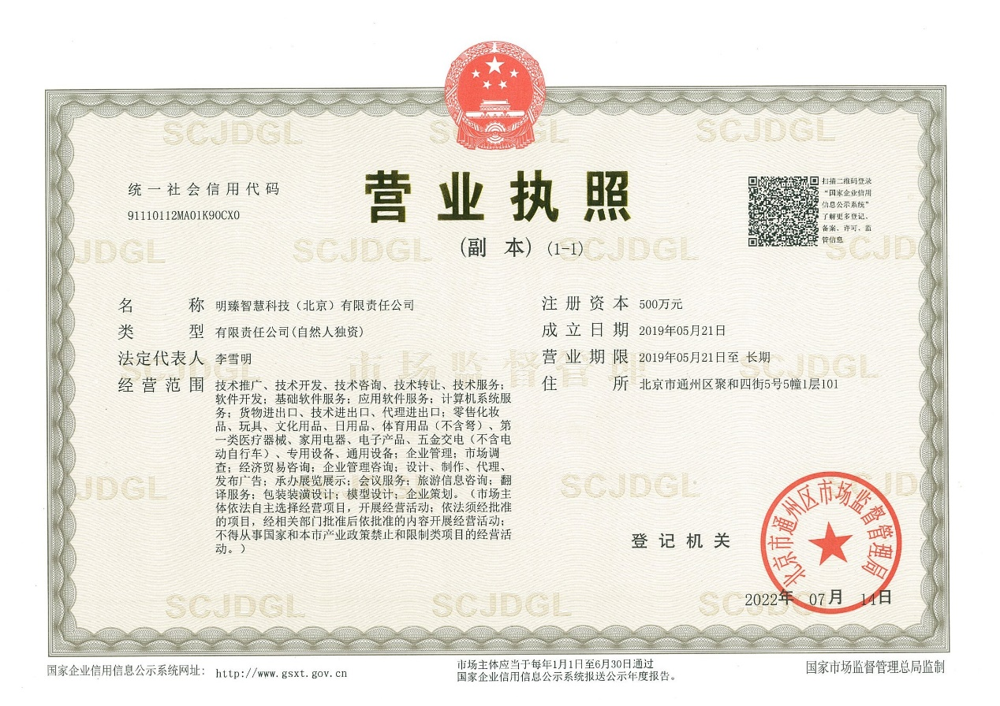 统一社会信用代码
91110112MA01K90CX0
营业执照
(副 本) (1-1)
扫描二维码登录
“国家企业信用
信息公示系统”
了解更多登记、
备案、许可、监
管信息
名 称 明臻智慧科技（北京）有限责任公司
类 型 有限责任公司(自然人独资)
法定代表人 李雪明
经营范围 技术推广、技术开发、技术咨询、技术转让、技术服务；
软件开发；基础软件服务；应用软件服务；计算机系统服
务；货物进出口、技术进出口、代理进出口；零售化妆
品、玩具、文化用品、日用品、体育用品（不含弩）、第
一类医疗器械、家用电器、电子产品、五金交电（不含电
动自行车）、专用设备、通用设备；企业管理；市场调
查；经济贸易咨询；企业管理咨询；设计、制作、代理、
发布广告；承办展览展示；会议服务；旅游信息咨询；翻
译服务；包装装潢设计；模型设计；企业策划。（市场主
体依法自主选择经营项目，开展经营活动；依法须经批准
的项目，经相关部门批准后依批准的内容开展经营活动；
不得从事国家和本市产业政策禁止和限制类项目的经营活
动。）
注册资本 500万元
成立日期 2019年05月21日
营业期限 2019年05月21日至 长期
住 所 北京市通州区聚和四街5号5幢1层101
登记机关
北京市通州区市场监督管理局
2022年 07月 14日
国家企业信用信息公示系统网址： http://www.gsxt.gov.cn
市场主体应当于每年1月1日至6月30日通过
国家企业信用信息公示系统报送公示年度报告。
国家市场监督管理总局监制
SCJDGL
市场监督管理